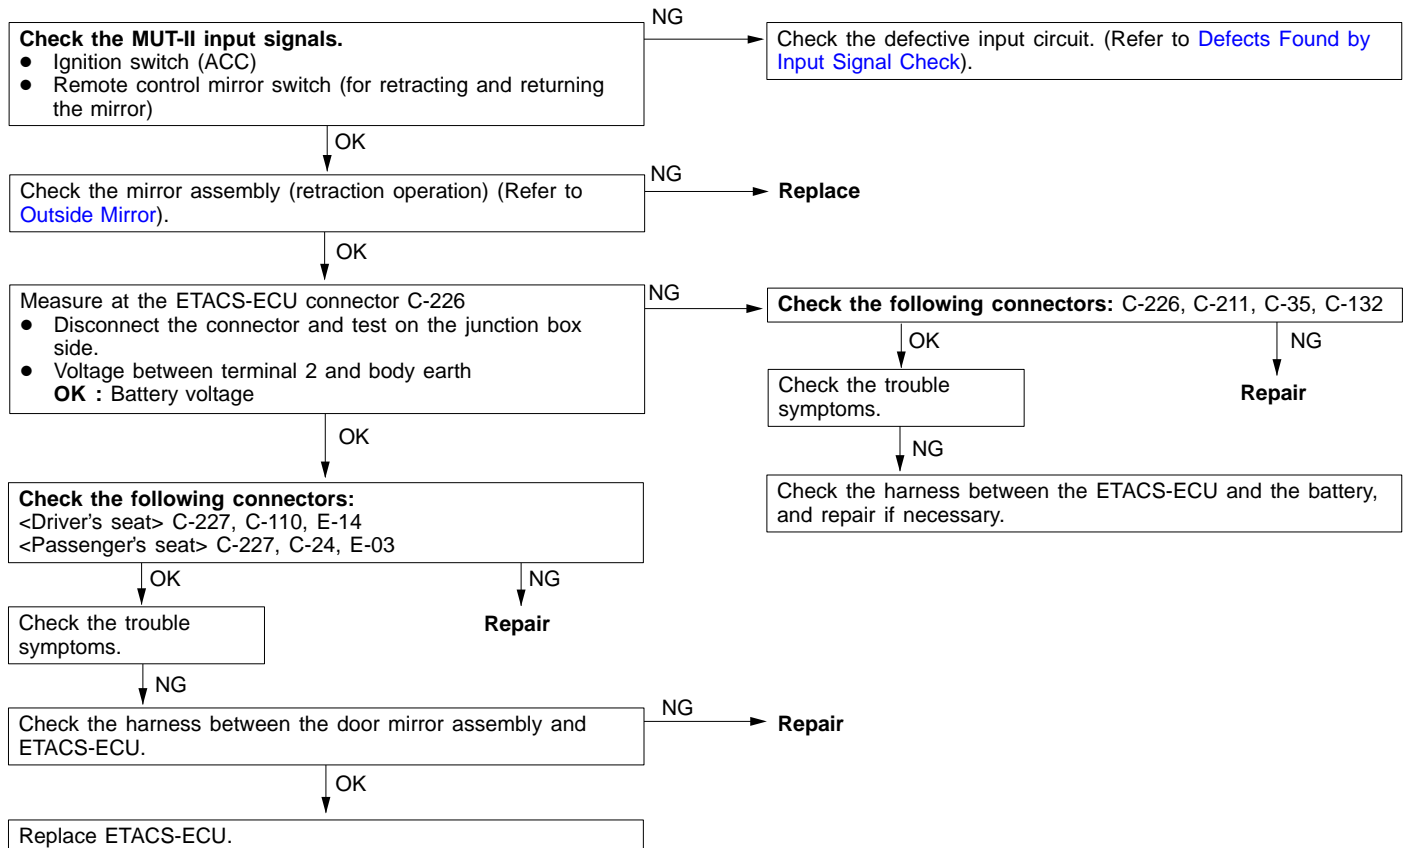 Check the MUT-II input signals.
● Ignition switch (ACC)
● Remote control mirror switch (for retracting and returning
the mirror)
NG
Check the defective input circuit. (Refer to Defects Found by
Input Signal Check).
OK
Check the mirror assembly (retraction operation) (Refer to
Outside Mirror).
NG
Replace
OK
Measure at the ETACS-ECU connector C-226
● Disconnect the connector and test on the junction box
side.
● Voltage between terminal 2 and body earth
OK : Battery voltage
NG
Check the following connectors: C-226, C-211, C-35, C-132
OK
NG
Check the trouble
symptoms.
Repair
NG
Check the harness between the ETACS-ECU and the battery,
and repair if necessary.
OK
Check the following connectors:
<Driver's seat> C-227, C-110, E-14
<Passenger's seat> C-227, C-24, E-03
OK
NG
Check the trouble
symptoms.
Repair
NG
Check the harness between the door mirror assembly and
ETACS-ECU.
NG
Repair
OK
Replace ETACS-ECU.